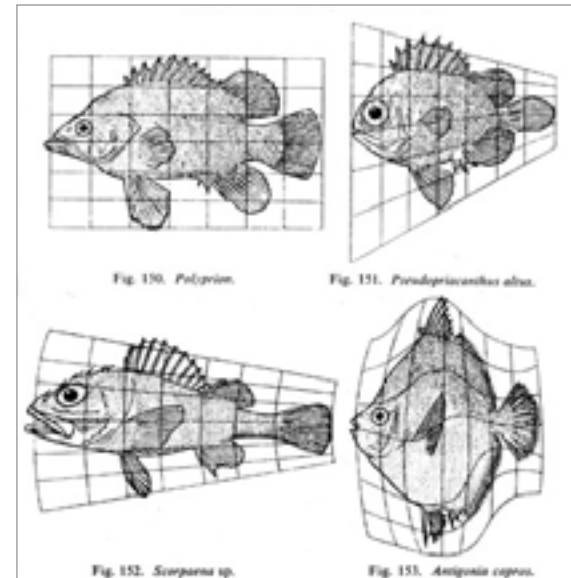 Fig. 150. Polyprion.
Fig. 151. Pseudopriacanthus altus.
Fig. 152. Scorpaena sp.
Fig. 153. Antigonia capros.